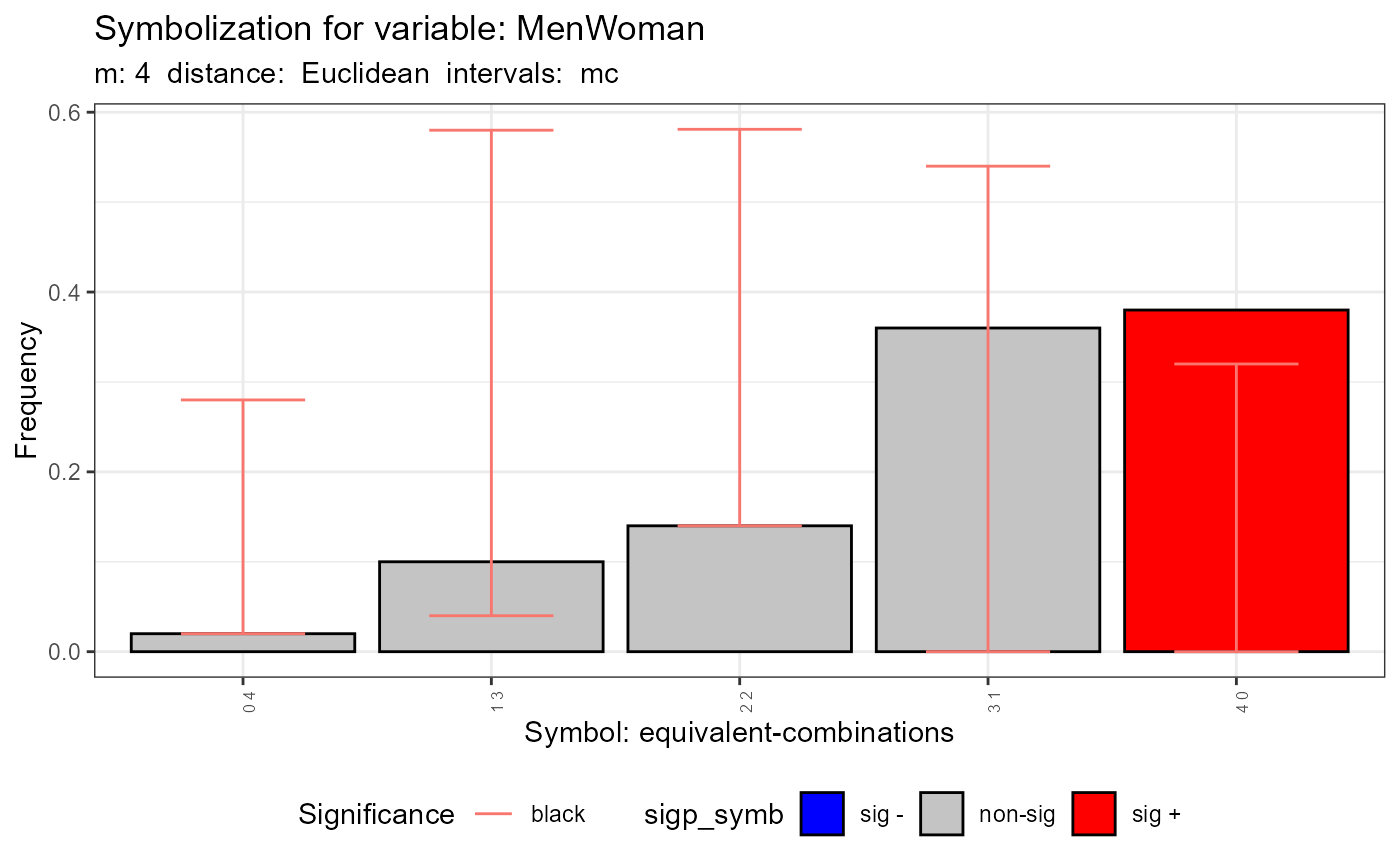 Symbolization for variable: MenWoman
m: 4 distance: Euclidean intervals: mc
Frequency
0.6
0.4
0.2
0.0
0 4
1 3
2 2
3 1
4 0
Symbol: equivalent-combinations
Significance black sigp_symb sig - non-sig sig +